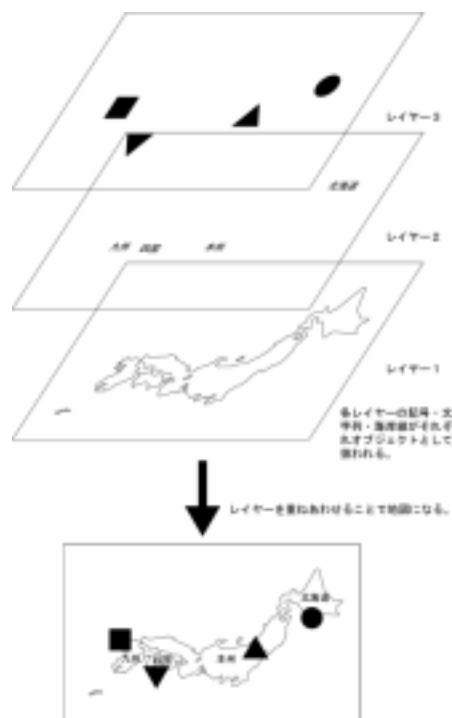 レイヤー3
北海道
レイヤー2
九州 四国 本州
レイヤー1
各レイヤーの記号・文
字列・海岸線がそれぞ
れオブジェクトとして
扱われる。
レイヤーを重ねあわせることで地図になる。
北海道
九州 四国 本州